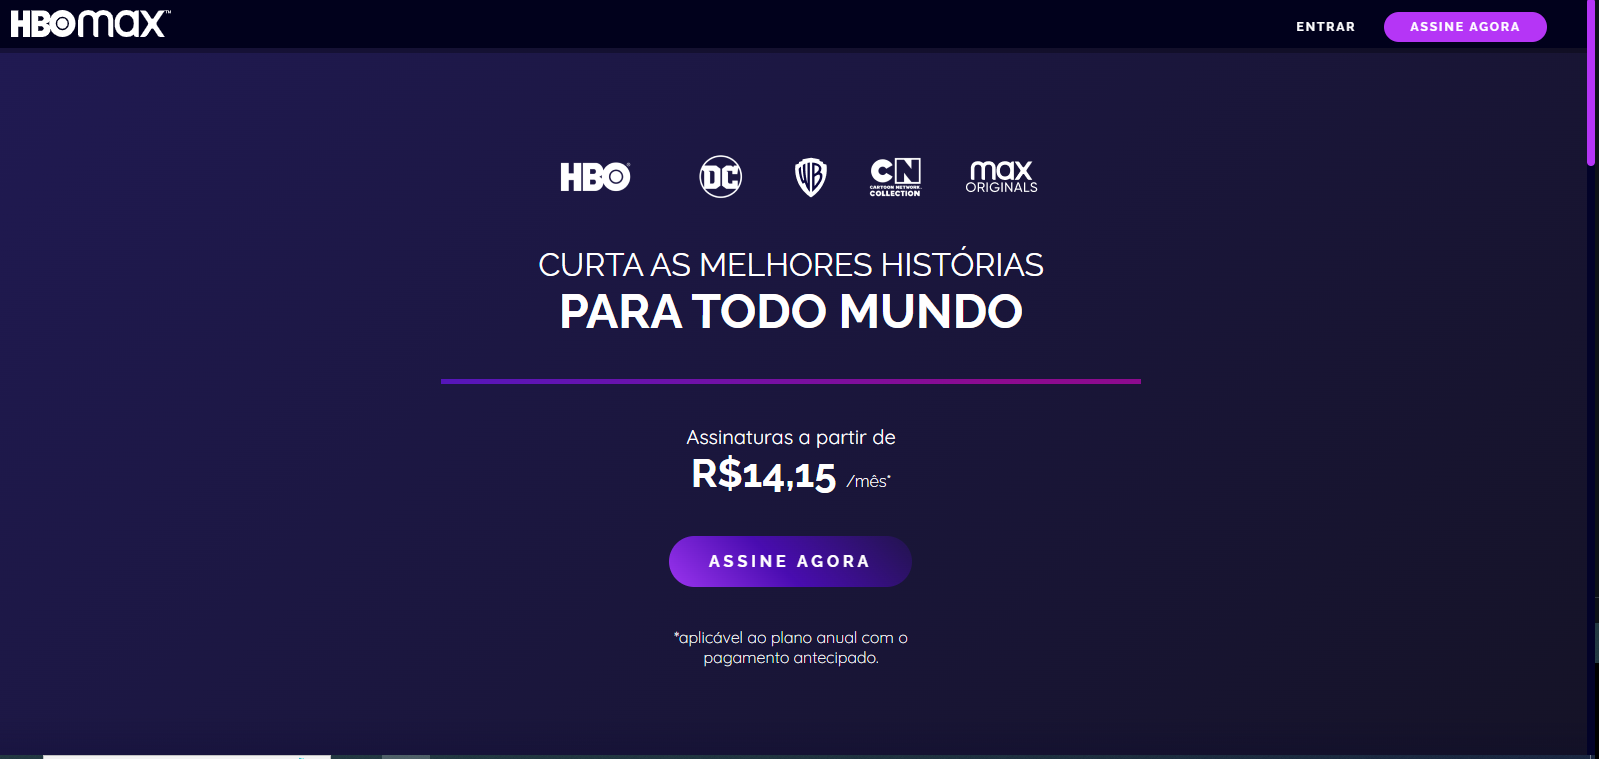 HBOmax™
ENTRAR
ASSINE AGORA
HBO®
DC
WB
CN
CARTOON NETWORK
COLLECTION
max
ORIGINALS
CURTA AS MELHORES HISTÓRIAS
PARA TODO MUNDO
Assinaturas a partir de
R$14,15 /mês*
ASSINE AGORA
*aplicável ao plano anual com o
pagamento antecipado.